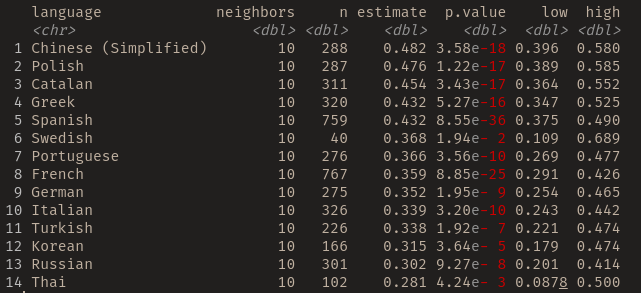 language neighbors n estimate p.value low high
<chr> <dbl> <dbl> <dbl> <dbl> <dbl> <dbl>
1 Chinese (Simplified) 10 288 0.482 3.58e-18 0.396 0.580
2 Polish 10 287 0.476 1.22e-17 0.389 0.585
3 Catalan 10 311 0.454 3.43e-17 0.364 0.552
4 Greek 10 320 0.432 5.27e-16 0.347 0.525
5 Spanish 10 759 0.432 8.55e-36 0.375 0.490
6 Swedish 10 40 0.368 1.94e- 2 0.109 0.689
7 Portuguese 10 276 0.366 3.56e-10 0.269 0.477
8 French 10 767 0.359 8.85e-25 0.291 0.426
9 German 10 275 0.352 1.95e- 9 0.254 0.465
10 Italian 10 326 0.339 3.20e-10 0.243 0.442
11 Turkish 10 226 0.338 1.92e- 7 0.221 0.474
12 Korean 10 166 0.315 3.64e- 5 0.179 0.474
13 Russian 10 301 0.302 9.27e- 8 0.201 0.414
14 Thai 10 102 0.281 4.24e- 3 0.0878 0.500